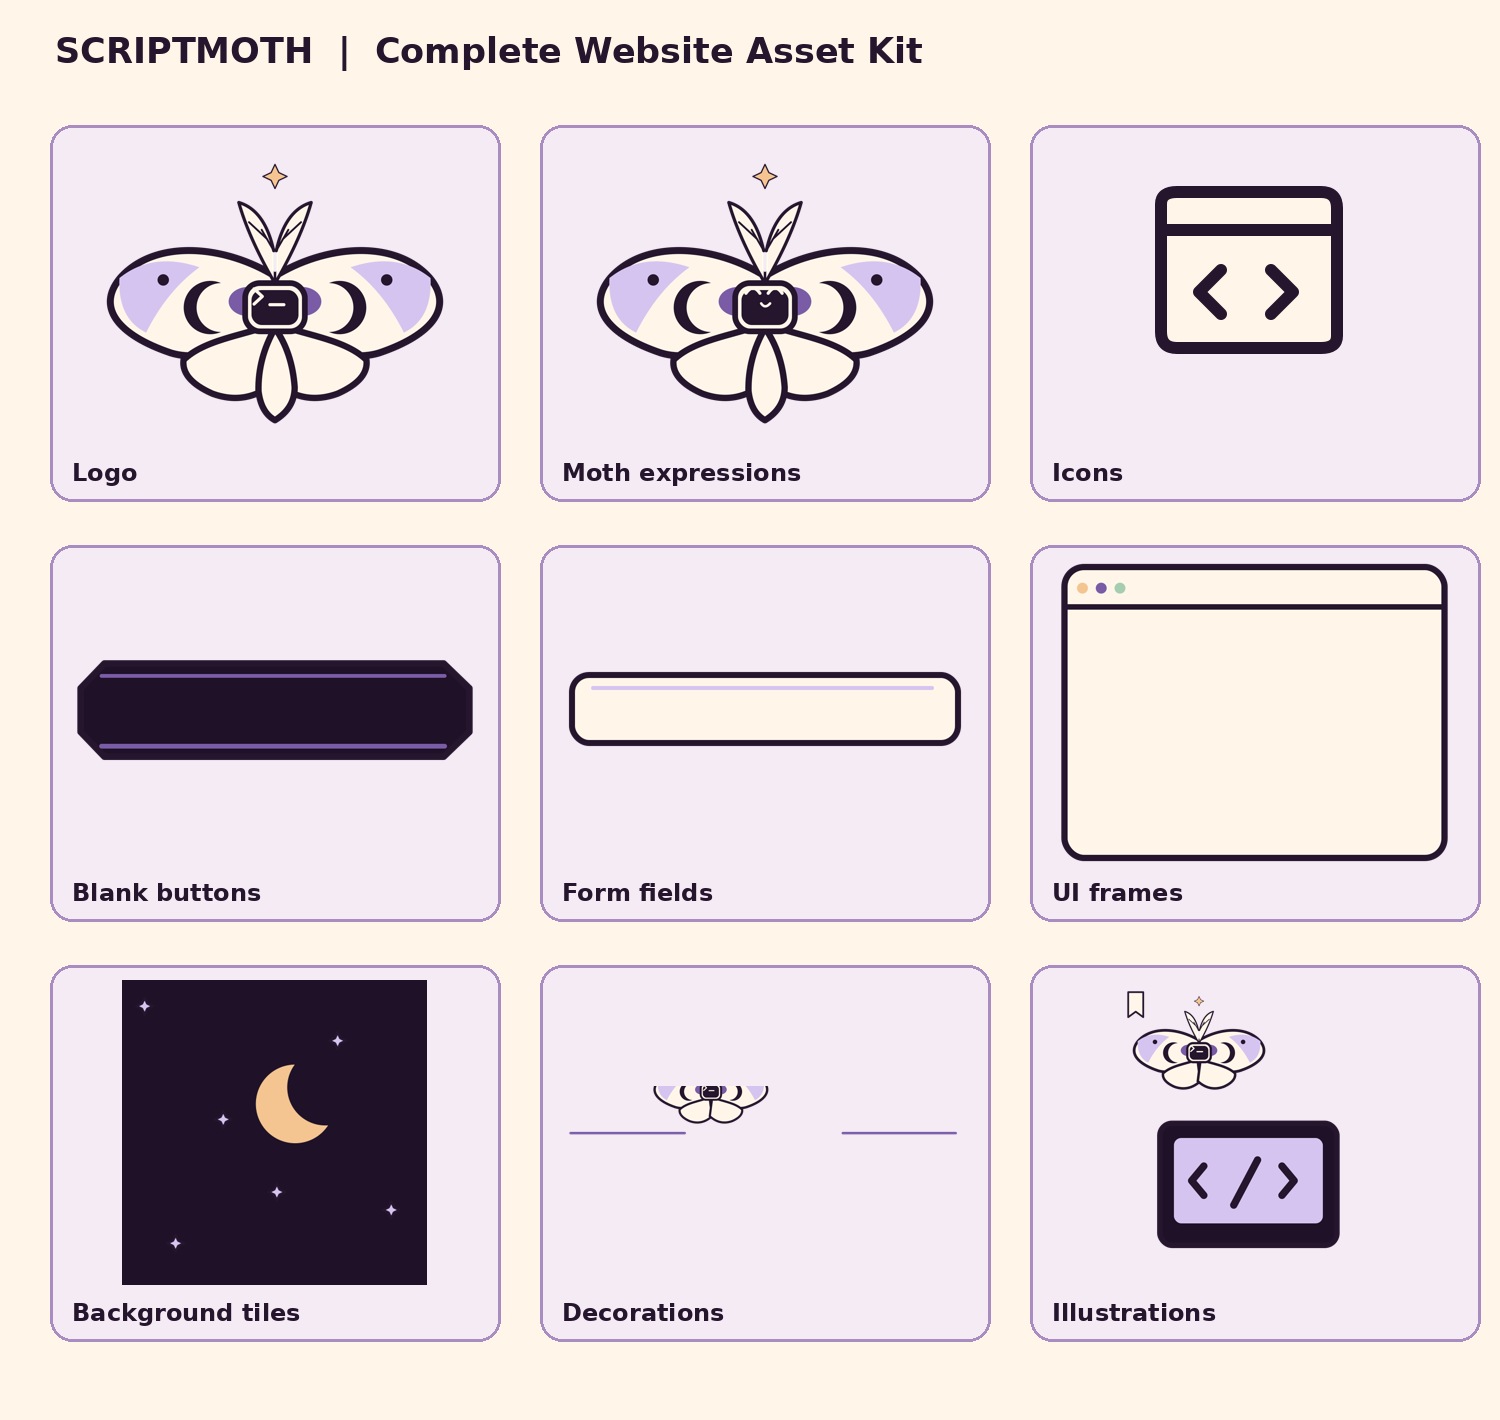 SCRIPTMOTH | Complete Website Asset Kit
Logo
Moth expressions
Icons
Blank buttons
Form fields
UI frames
Background tiles
Decorations
Illustrations